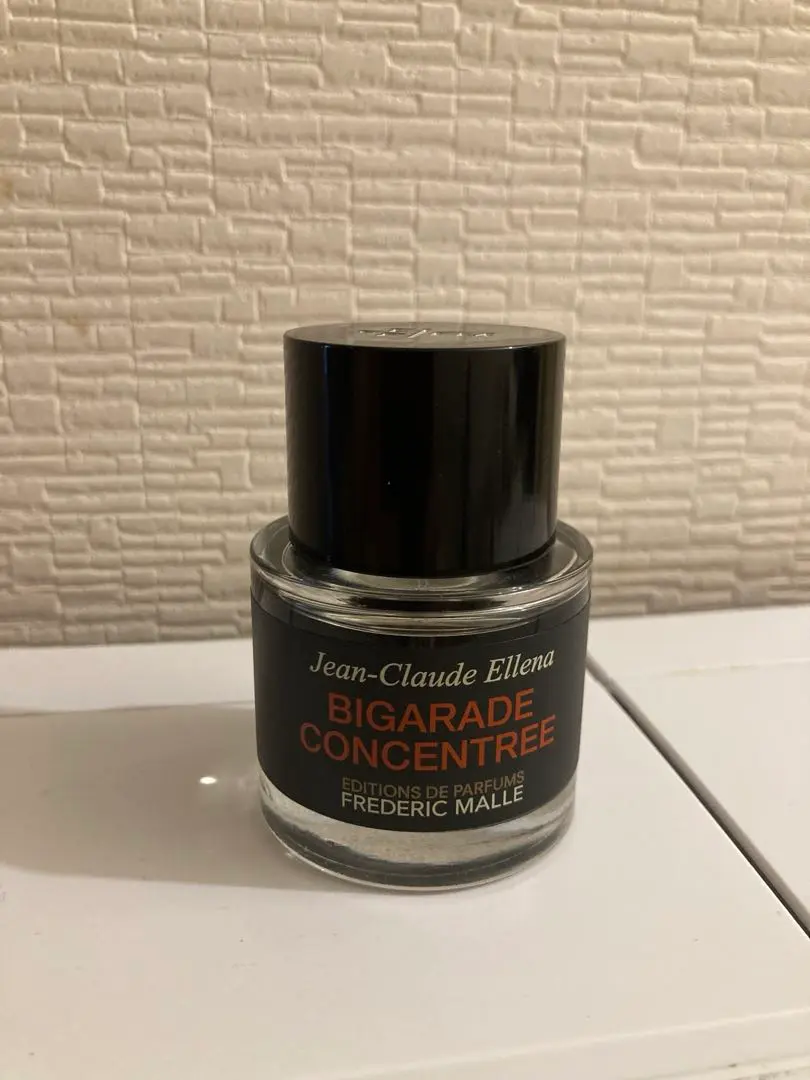 Jean-Claude Ellena
BIGARADE
CONCENTREE
EDITIONS DE PARFUMS
FREDERIC MALLE